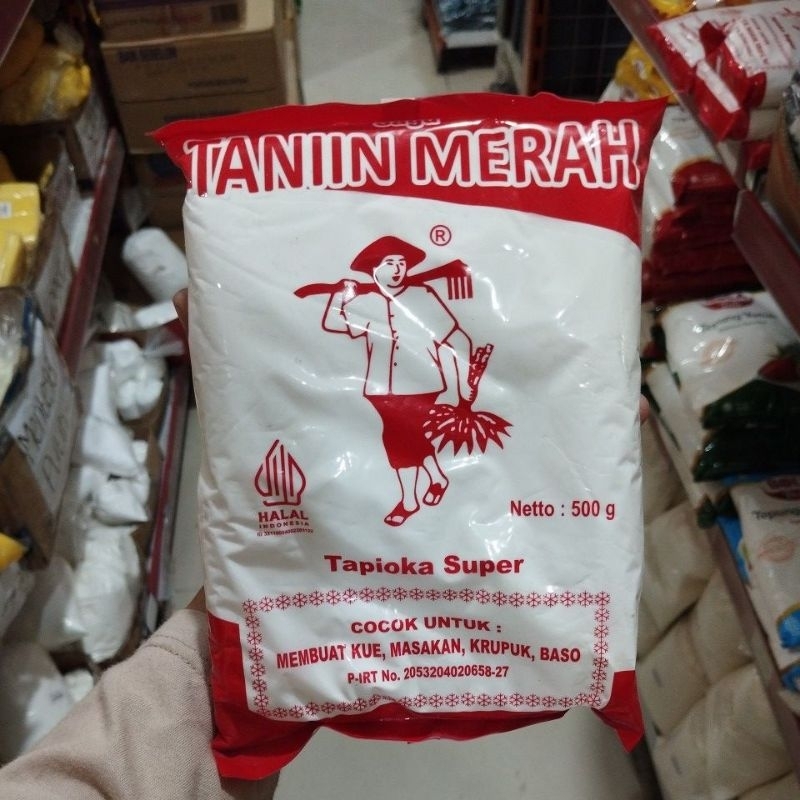 Sagu
TANIIN MERAH
®
HALAL
INDONESIA
Netto : 500 g
Tapioka Super
COCOK UNTUK :
MEMBUAT KUE, MASAKAN, KRUPUK, BASO
P-IRT No. 2053204020658-27